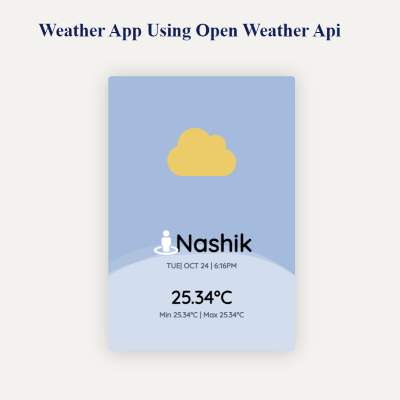 Weather App Using Open Weather Api
Nashik
TUE| OCT 24 | 6:16PM
25.34°C
Min 25.34°C | Max 25.34°C